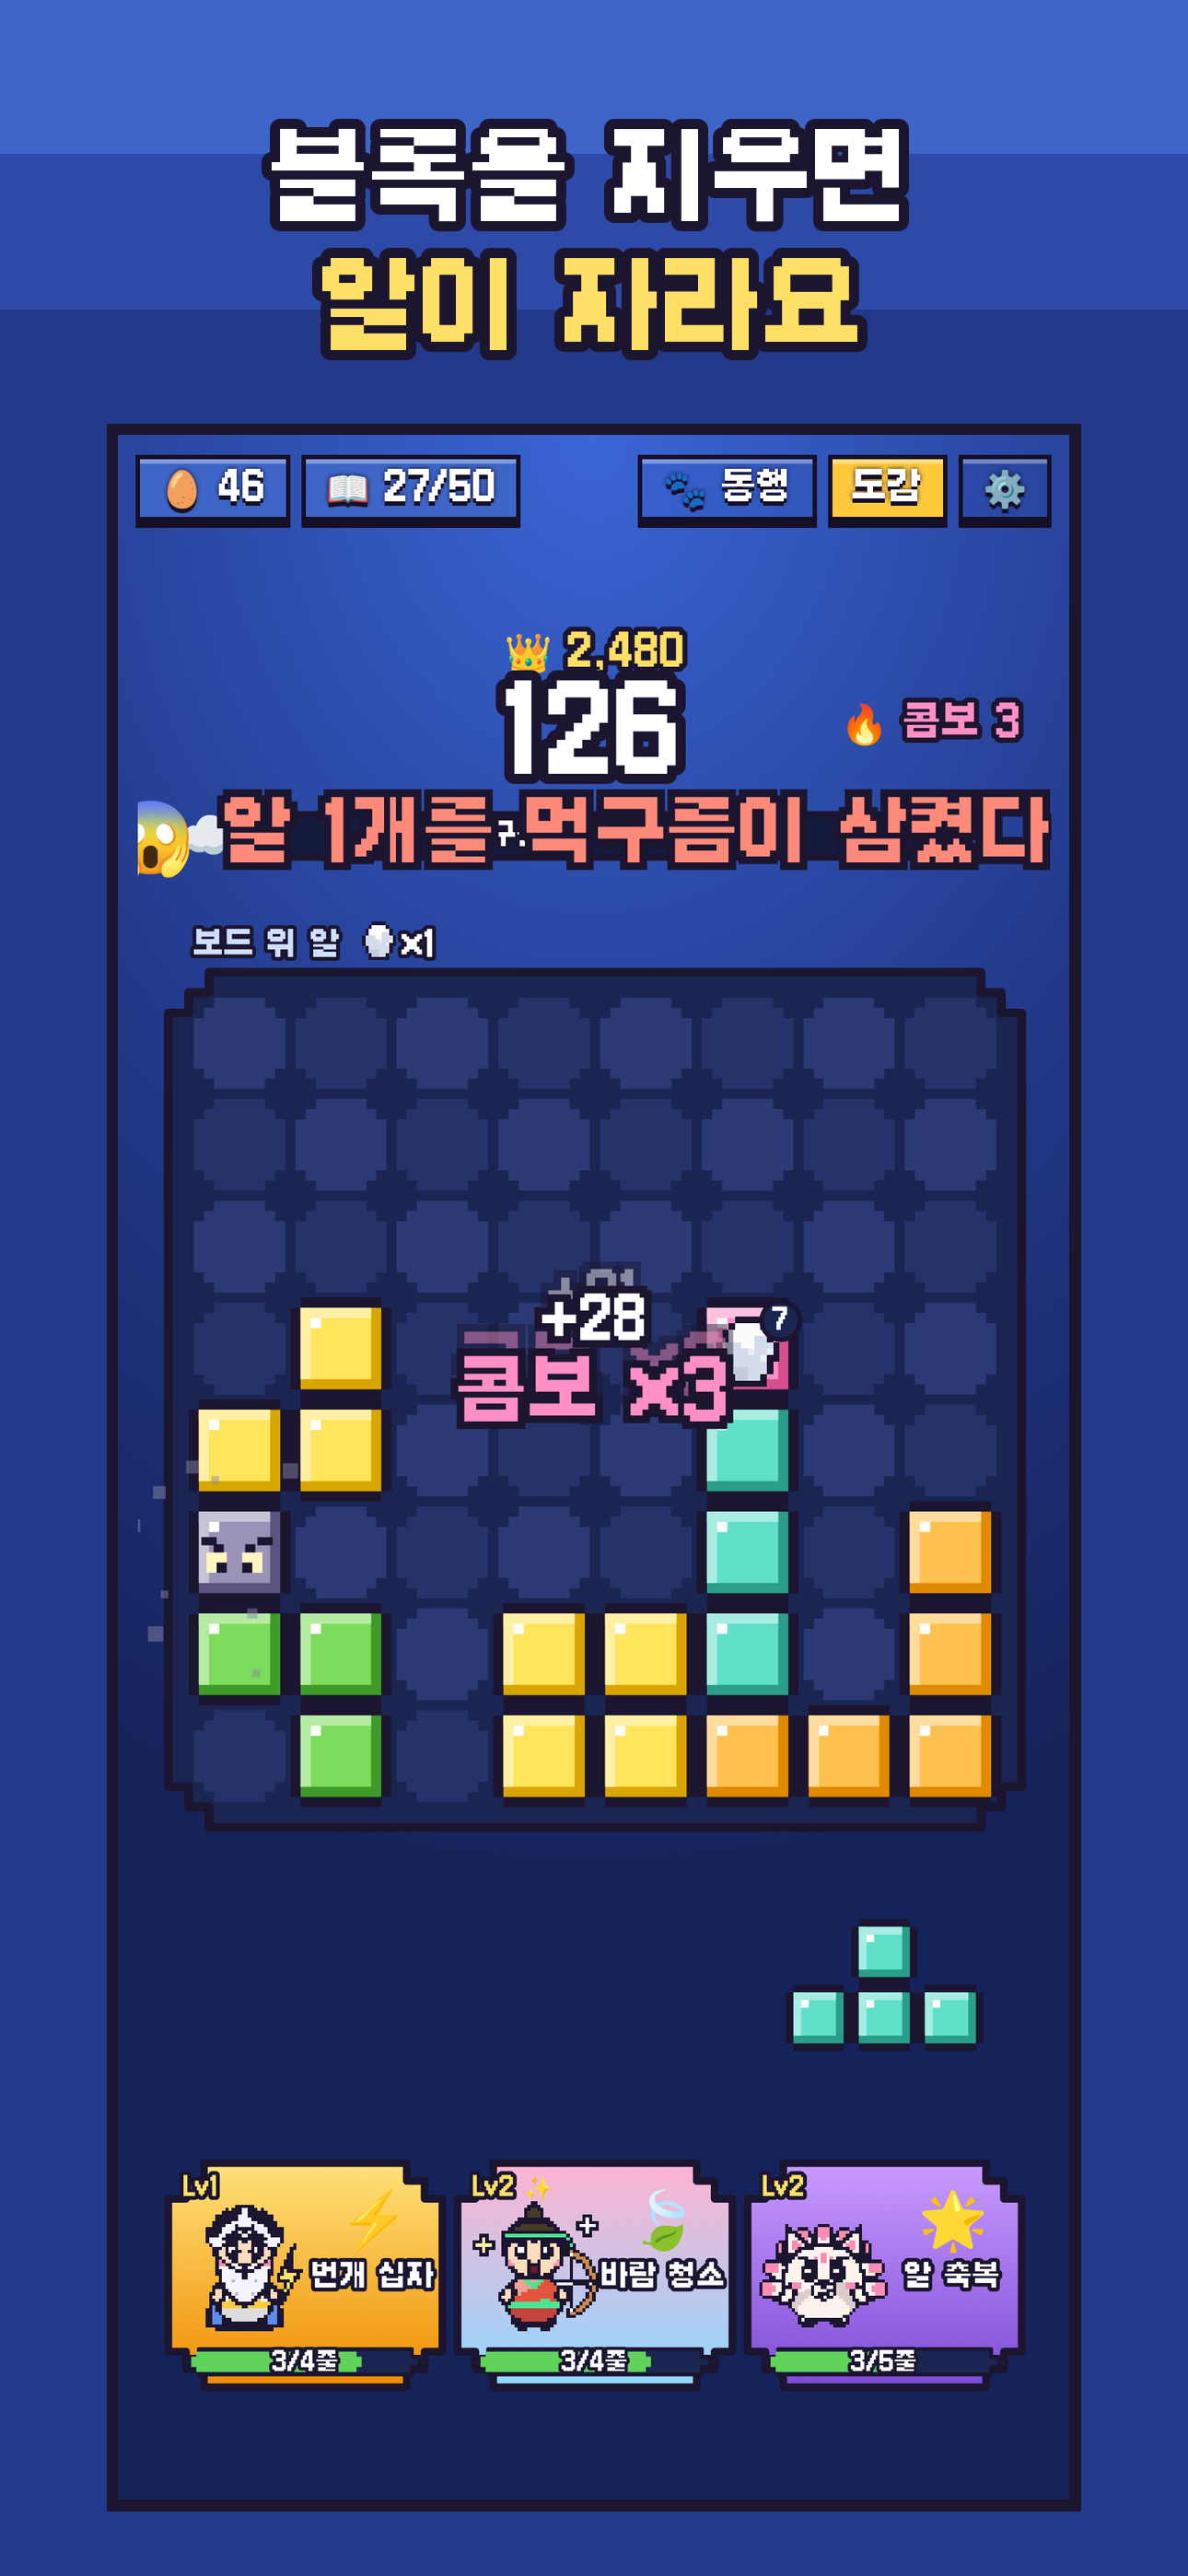 블록을 지우면
알이 자라요
46
27/50
동행
도감
2,480
126
콤보 3
알 1개를 먹구름이 삼켰다
보드 위 알 x1
+28
7
콤보 x3
Lv1
번개 십자
3/4줄
Lv2
바람 청소
3/4줄
Lv2
알 축복
3/5줄